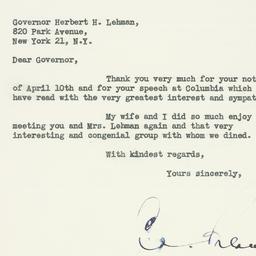 Governor Herbert H. Lehman,
820 Park Avenue,
New York 21, N.Y.
Dear Governor,
Thank you very much for your not
of April 10th and for your speech at Columbia which
have read with the very greatest interest and sympat
My wife and I did so much enjoy
meeting you and Mrs. Lehman again and that very
interesting and congenial group with whom we dined.
With kindest regards,
Yours sincerely,